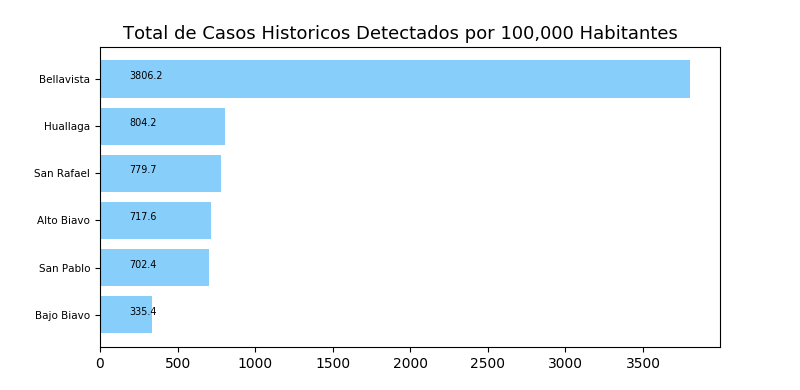 Total de Casos Historicos Detectados por 100,000 Habitantes
Bellavista 3806.2
Huallaga 804.2
San Rafael 779.7
Alto Biavo 717.6
San Pablo 702.4
Bajo Biavo 335.4
0 500 1000 1500 2000 2500 3000 3500